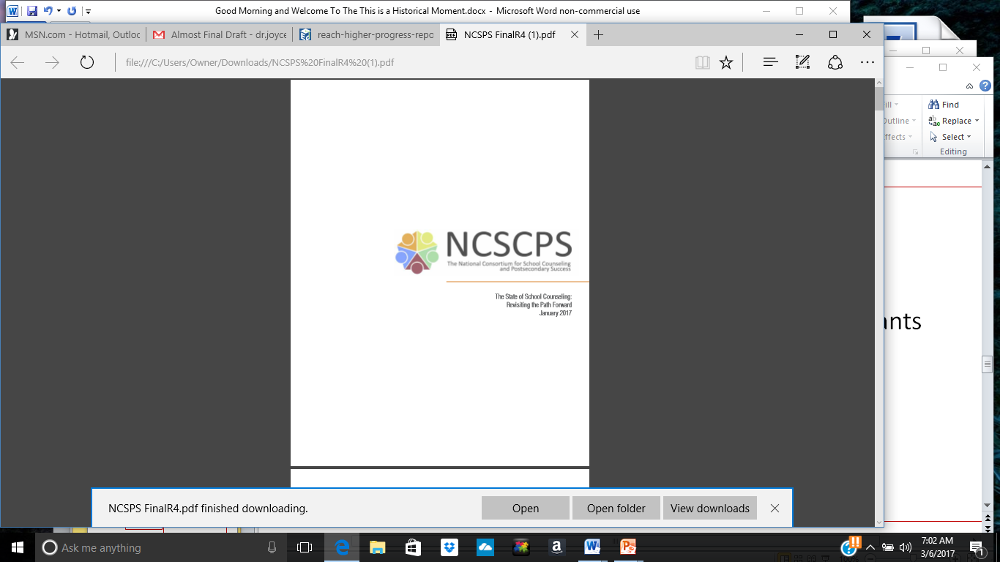 Good Morning and Welcome To The This is a Historical Moment.docx - Microsoft Word non-commercial use
MSN.com - Hotmail, Outloc
Almost Final Draft - dr.joyce
reach-higher-progress-repo
NCSPS FinalR4 (1).pdf
file:///C:/Users/Owner/Downloads/NCSPS%20FinalR4%20(1).pdf
ill
Outline
ffects
Find
Replace
Select
Editing
NCSCPS
The National Consortium for School Counseling
and Postsecondary Success
The State of School Counseling:
Revisiting the Path Forward
January 2017
ants
NCSPS FinalR4.pdf finished downloading.
Open
Open folder
View downloads
Ask me anything
7:02 AM
3/6/2017
1